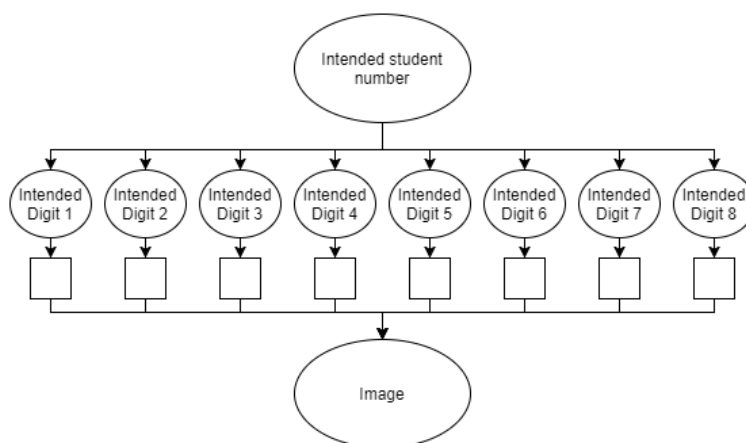 Intended student
number
Intended
Digit 1
Intended
Digit 2
Intended
Digit 3
Intended
Digit 4
Intended
Digit 5
Intended
Digit 6
Intended
Digit 7
Intended
Digit 8
Image